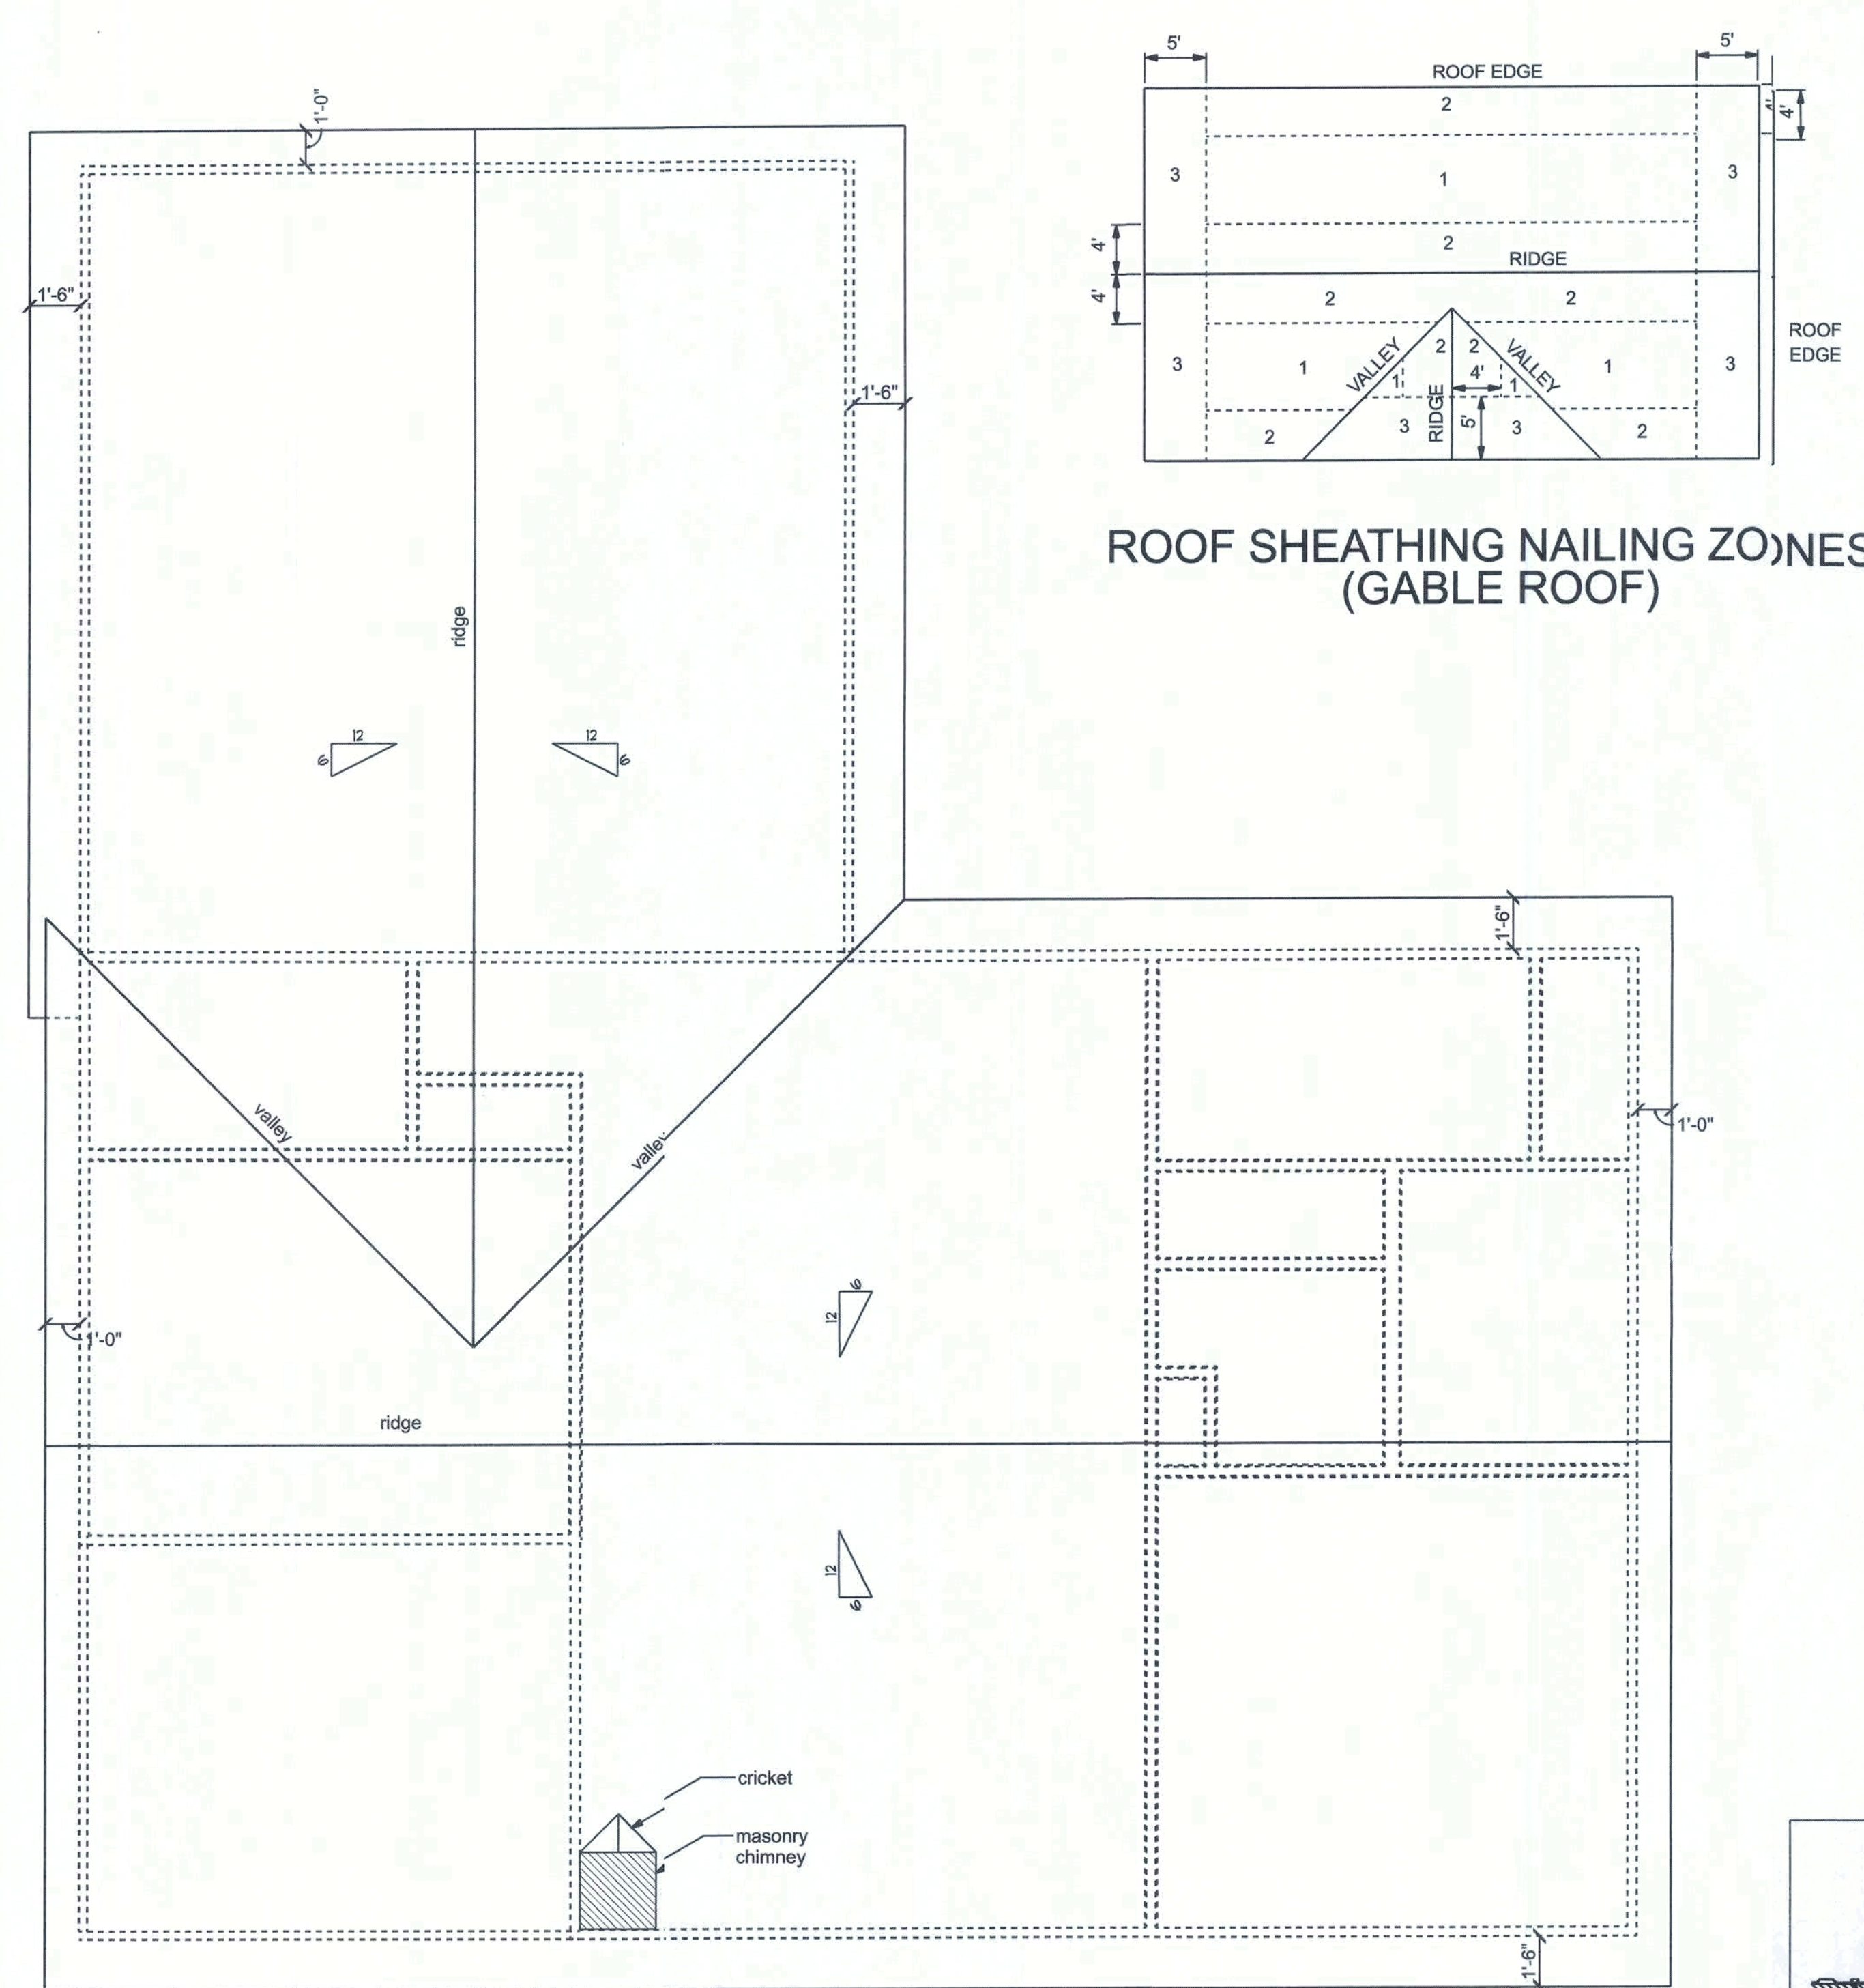 5'
5'
ROOF EDGE
2
4'
4'
1'-0"
3
1
3
4'
2
RIDGE
4'
2
2
ROOF
EDGE
1'-6"
3
1
VALLEY
2
2
VALLEY
1
3
1
4'
1
1'-6"
2
3
RIDGE
5'
3
2
ROOF SHEATHING NAILING ZONES
(GABLE ROOF)
ridge
12
6
12
6
1'-6"
valley
valley
1'-0"
1'-0"
6
12
ridge
12
6
cricket
masonry
chimney
1'-6"